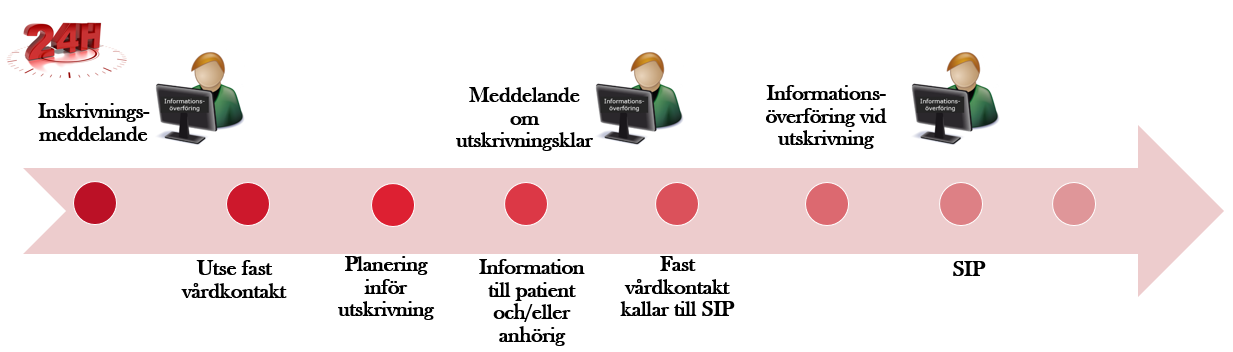 24H
Inskrivnings-
meddelande
Informations-
överföring
Meddelande
om
utskrivningsklar
Informations-
överföring
Informations-
överföring vid
utskrivning
Informations-
överföring
Utse fast
vårdkontakt
Planering
inför
utskrivning
Information
till patient
och/eller
anhörig
Fast
vårdkontakt
kallar till SIP
SIP